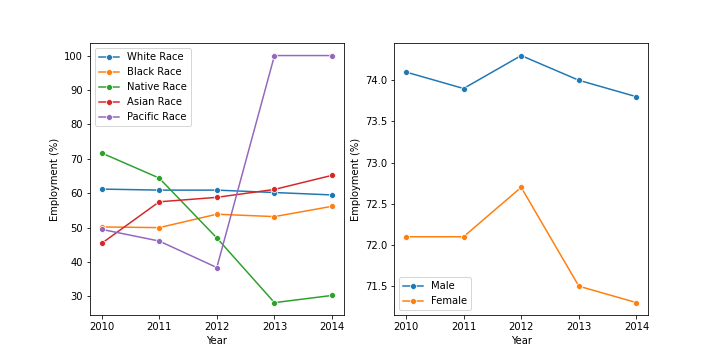 White Race
Black Race
Native Race
Asian Race
Pacific Race
100
90
80
70
60
50
40
30
Employment (%)
2010 2011 2012 2013 2014
Year
74.0
73.5
73.0
72.5
72.0
71.5
Employment (%)
Male
Female
2010 2011 2012 2013 2014
Year